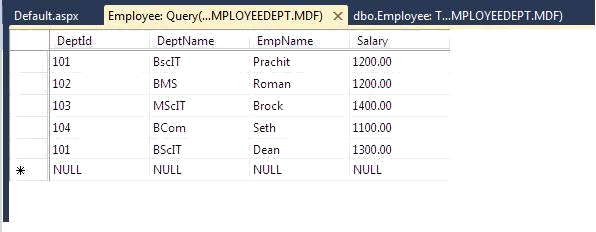 Default.aspx Employee: Query(...MPLOYEEDEPT.MDF) × dbo.Employee: T...MPLOYEEDEPT.MDF)
DeptId DeptName EmpName Salary
101 BscIT Prachit 1200.00
102 BMS Roman 1200.00
103 MScIT Brock 1400.00
104 BCom Seth 1100.00
101 BScIT Dean 1300.00
NULL NULL NULL NULL